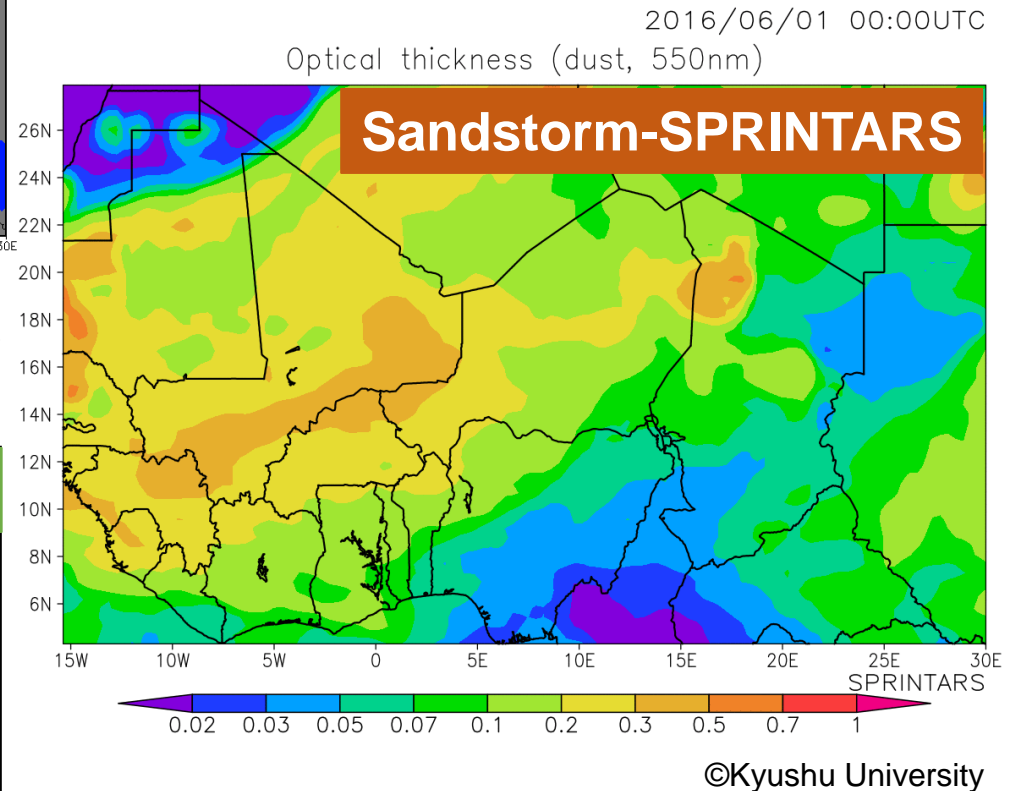 2016/06/01 00:00UTC
Optical thickness (dust, 550nm)
Sandstorm-SPRINTARS
26N
24N
22N
30E
20N
18N
16N
14N
12N
10N
8N
6N
15W 10W 5W 0 5E 10E 15E 20E 25E 30E
SPRINTARS
0.02 0.03 0.05 0.07 0.1 0.2 0.3 0.5 0.7 1
©Kyushu University